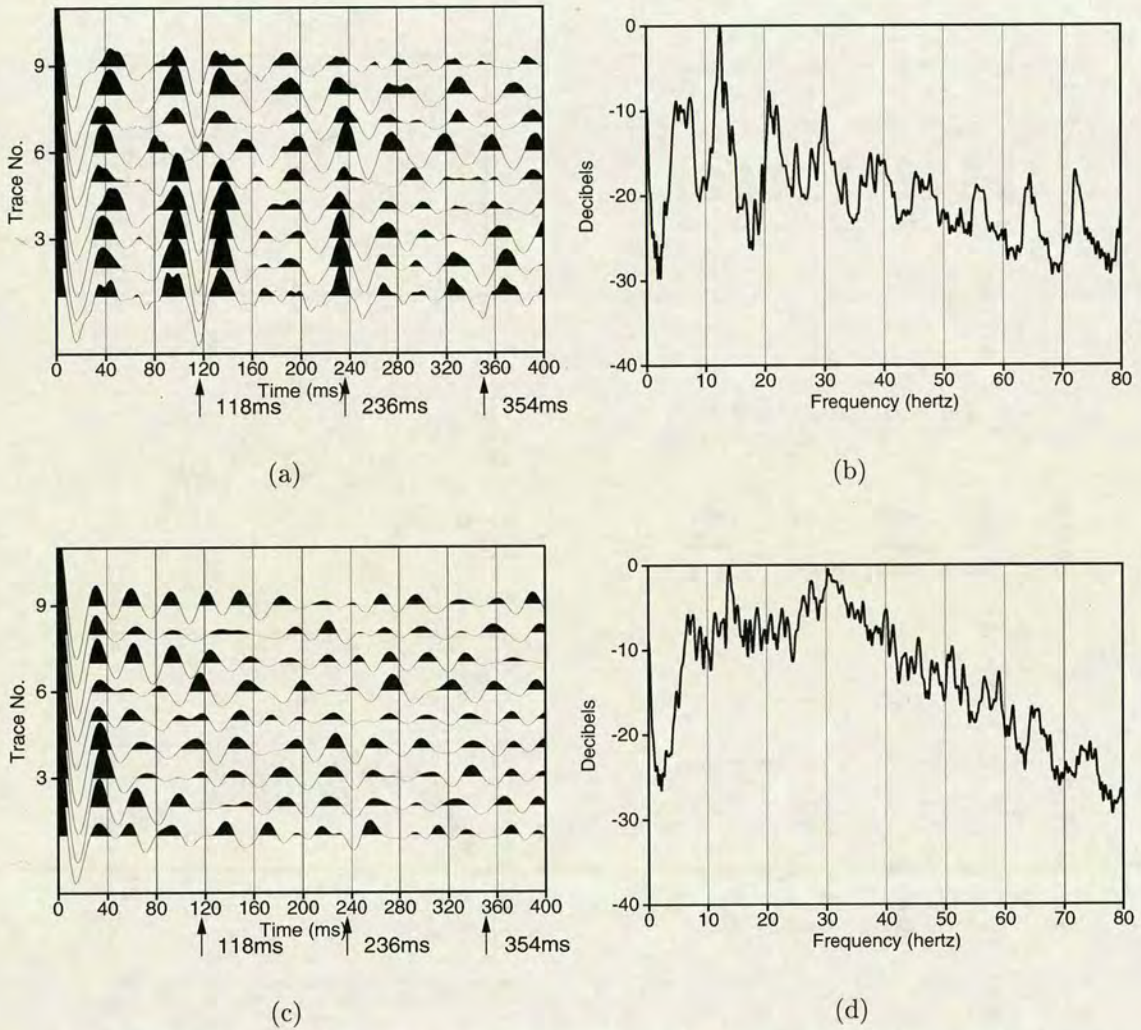 9
6
3
Trace No.
0 40 80 120 160 200 240 280 320 360 400
Time (ms)
118ms 236ms 354ms
(a)
0
-10
-20
-30
-40
Decibels
0 10 20 30 40 50 60 70 80
Frequency (hertz)
(b)
9
6
3
Trace No.
0 40 80 120 160 200 240 280 320 360 400
Time (ms)
118ms 236ms 354ms
(c)
0
-10
-20
-30
-40
Decibels
0 10 20 30 40 50 60 70 80
Frequency (hertz)
(d)